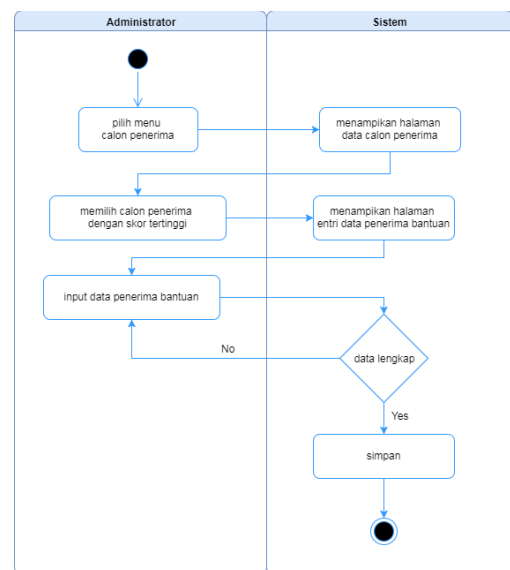 Administrator
Sistem
pilih menu
calon penerima
menampikan halaman
data calon penerima
memilih calon penerima
dengan skor tertinggi
menampikan halaman
entri data penerima bantuan
input data penerima bantuan
No
data lengkap
Yes
simpan